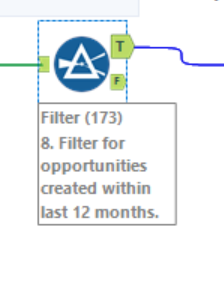 T
F
Filter (173)
8. Filter for
opportunities
created within
last 12 months.